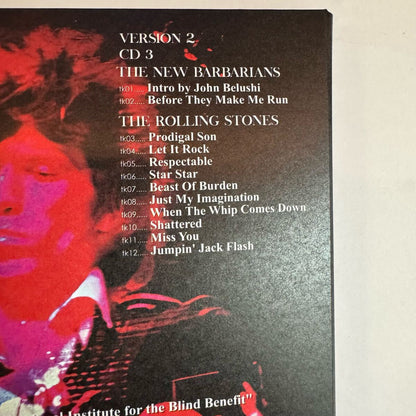 VERSION 2
CD 3
THE NEW BARBARIANS
tk01..... Intro by John Belushi
tk02..... Before They Make Me Run
THE ROLLING STONES
tk03..... Prodigal Son
tk04..... Let It Rock
tk05..... Respectable
tk06..... Star Star
tk07..... Beast Of Burden
tk08..... Just My Imagination
tk09..... When The Whip Comes Down
tk10..... Shattered
tk11..... Miss You
tk12..... Jumpin' Jack Flash
Institute for the Blind Benefit"